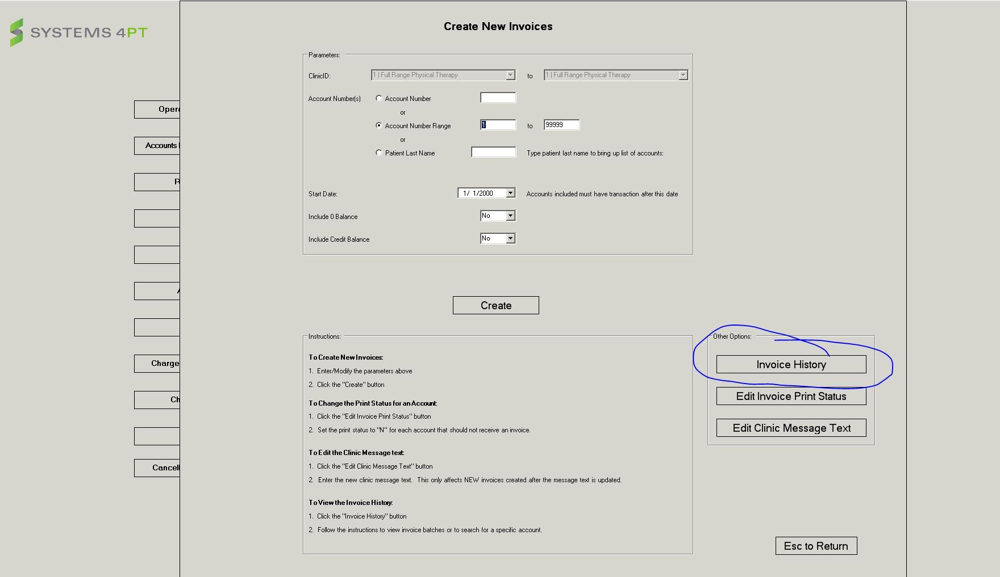 SYSTEMS 4PT
Create New Invoices
Parameters:
ClinicID: 1 | Full Range Physical Therapy to 1 | Full Range Physical Therapy
Account Number(s) Account Number
or
Account Number Range 1 to 99999
or
Patient Last Name Type patient last name to bring up list of accounts:
Start Date: 1/ 1/2000 Accounts included must have transaction after this date
Include 0 Balance No
Include Credit Balance No
Create
Instructions:
To Create New Invoices:
1. Enter/Modify the parameters above
2. Click the "Create" button
To Change the Print Status for an Account:
1. Click the "Edit Invoice Print Status" button
2. Set the print status to "N" for each account that should not receive an invoice.
To Edit the Clinic Message text:
1. Click the "Edit Clinic Message Text" button
2. Enter the new clinic message text. This only affects NEW invoices created after the message text is updated.
To View the Invoice History:
1. Click the "Invoice History" button
2. Follow the instructions to view invoice batches or to search for a specific account.
Other Options:
Invoice History
Edit Invoice Print Status
Edit Clinic Message Text
Esc to Return
Accounts
Charge